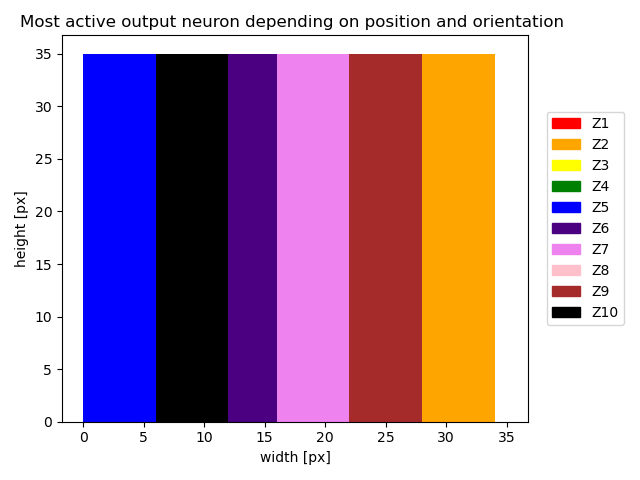 Most active output neuron depending on position and orientation
35
30
25
20
15
10
5
0
height [px]
0 5 10 15 20 25 30 35
width [px]
Z1
Z2
Z3
Z4
Z5
Z6
Z7
Z8
Z9
Z10